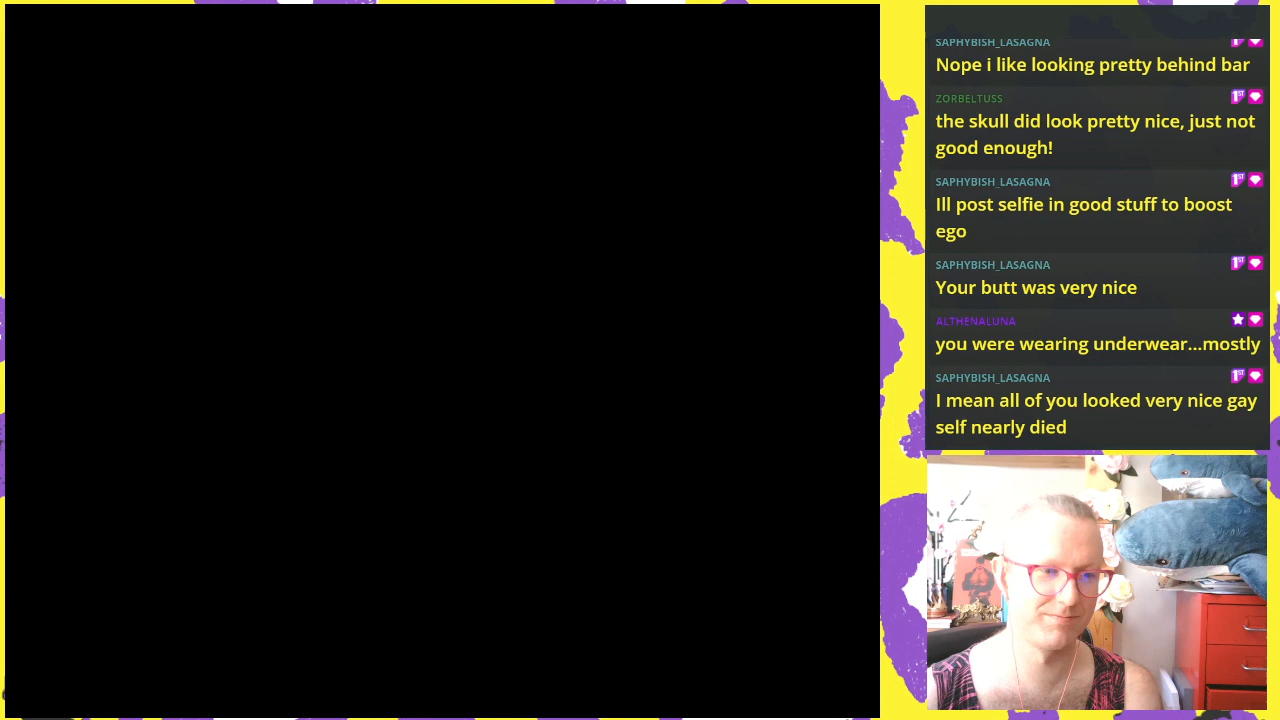 SAPHYBISH_LASAGNA
Nope i like looking pretty behind bar
ZORBELTUSS
the skull did look pretty nice, just not
good enough!
SAPHYBISH_LASAGNA
Ill post selfie in good stuff to boost
ego
SAPHYBISH_LASAGNA
Your butt was very nice
ALTHENALUNA
you were wearing underwear...mostly
SAPHYBISH_LASAGNA
I mean all of you looked very nice gay
self nearly died